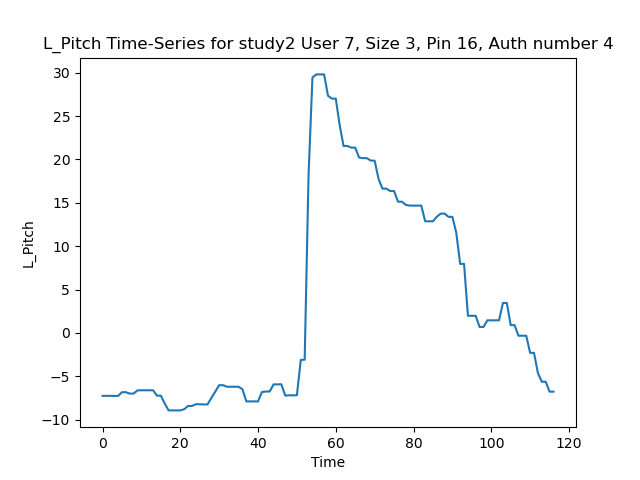 L_Pitch Time-Series for study2 User 7, Size 3, Pin 16, Auth number 4
30
25
20
15
10
5
0
−5
−10
L_Pitch
0 20 40 60 80 100 120
Time